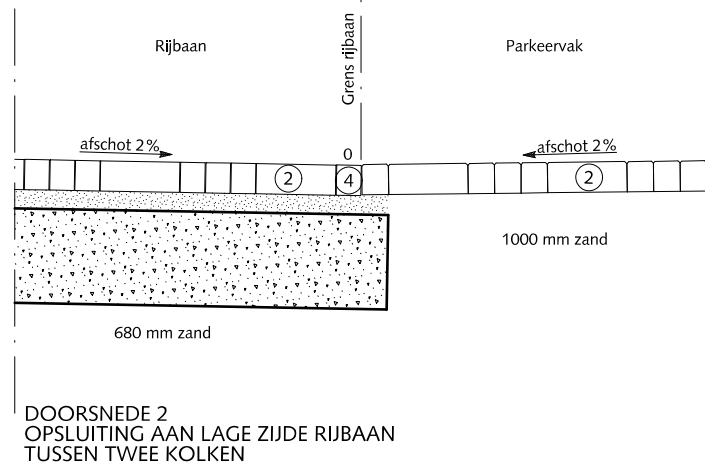 Rijbaan
Grens rijbaan
Parkeervak
afschot 2%
0
afschot 2%
2
4
2
1000 mm zand
680 mm zand
DOORSNEDE 2
OPSLUITING AAN LAGE ZIJDE RIJBAAN
TUSSEN TWEE KOLKEN